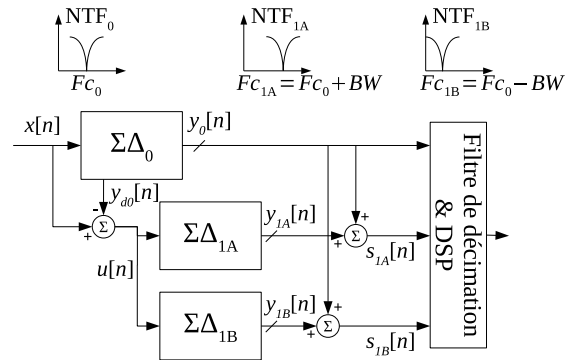 NTF0
NTF1A
NTF1B
Fc0
Fc1A=Fc0+BW
Fc1B=Fc0−BW
x[n]
ΣΔ0
y0[n]
-
yd0[n]
Σ
+
u[n]
ΣΔ1A
y1A[n]
+
+
Σ
s1A[n]
ΣΔ1B
y1B[n]
+
+
Σ
s1B[n]
Filtre de décimation
& DSP